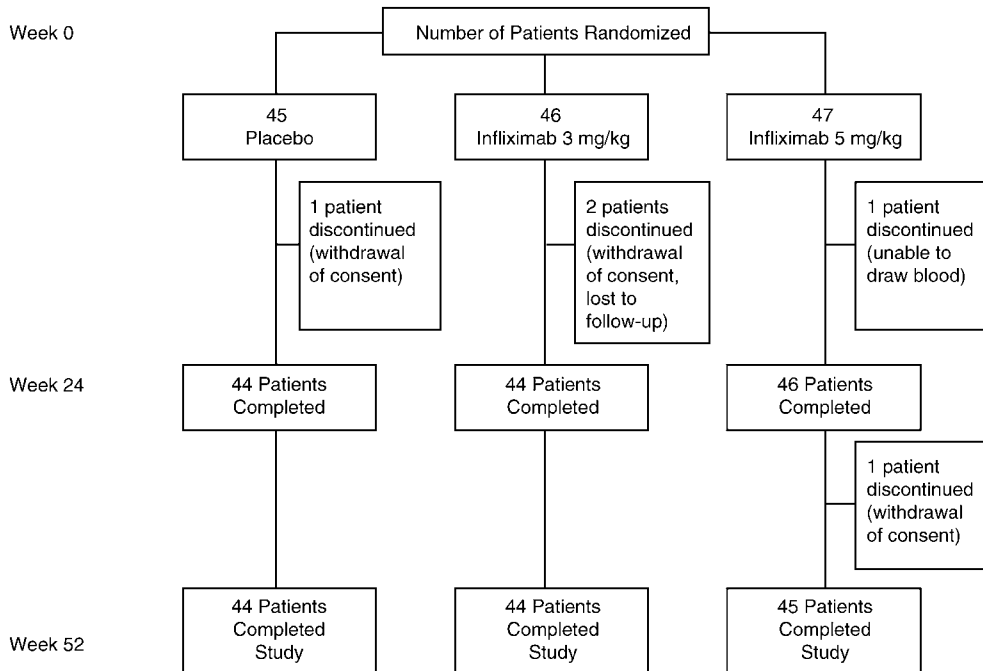 Week 0
Number of Patients Randomized
45
Placebo
46
Infliximab 3 mg/kg
47
Infliximab 5 mg/kg
1 patient
discontinued
(withdrawal
of consent)
2 patients
discontinued
(withdrawal
of consent,
lost to
follow-up)
1 patient
discontinued
(unable to
draw blood)
Week 24
44 Patients
Completed
44 Patients
Completed
46 Patients
Completed
1 patient
discontinued
(withdrawal
of consent)
Week 52
44 Patients
Completed
Study
44 Patients
Completed
Study
45 Patients
Completed
Study